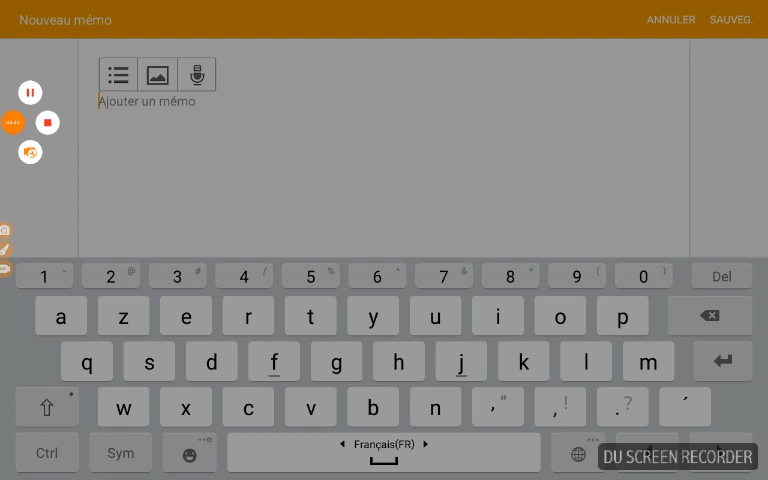 Nouveau mémo ANNULER SAUVEG.
Ajouter un mémo
1 - 2 @ 3 # 4 / 5 % 6 ^ 7 & 8 * 9 ( 0 ) Del
a z e r t y u i o p
q s d f g h j k l m
w x c v b n ' " , ! . ? ´
Ctrl Sym Français(FR)
DU SCREEN RECORDER